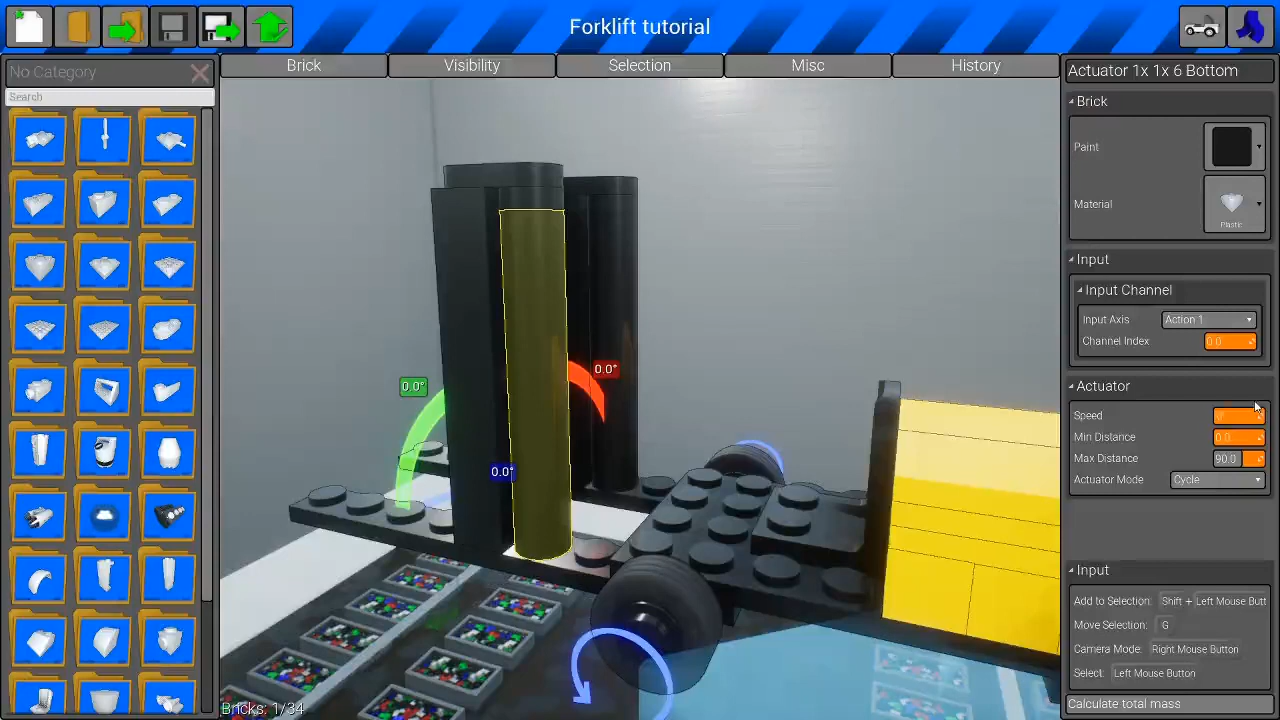 Forklift tutorial
No Category
Search
Brick
Visibility
Selection
Misc
History
0.0°
0.0°
0.0°
Bricks: 1/34
Actuator 1x 1x 6 Bottom
Brick
Paint
Material
Plastic
Input
Input Channel
Input Axis Action 1
Channel Index 0.0
Actuator
Speed
Min Distance 0.0
Max Distance 90.0
Actuator Mode Cycle
Input
Add to Selection: Shift + Left Mouse Butt
Move Selection: G
Camera Mode: Right Mouse Button
Select: Left Mouse Button
Calculate total mass